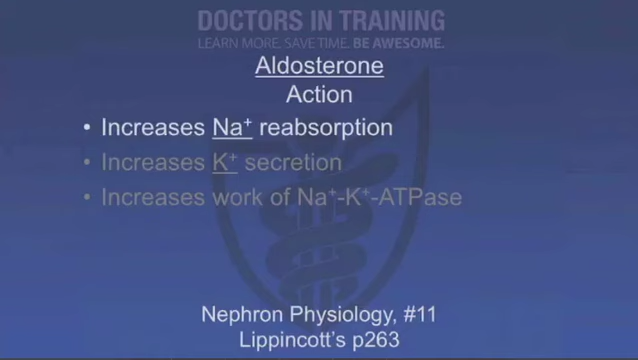 DOCTORS IN TRAINING
LEARN MORE. SAVE TIME. BE AWESOME.
Aldosterone
Action
• Increases Na⁺ reabsorption
• Increases K⁺ secretion
• Increases work of Na⁺-K⁺-ATPase
Nephron Physiology, #11
Lippincott's p263